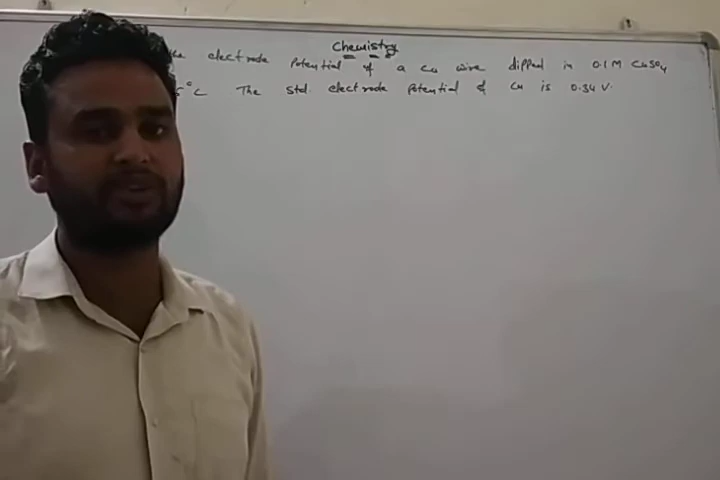 Chemistry
electrode potential of a Cu wire dipped in 0.1 M CuSO4
°C The std. electrode potential of Cu is 0.34 V.